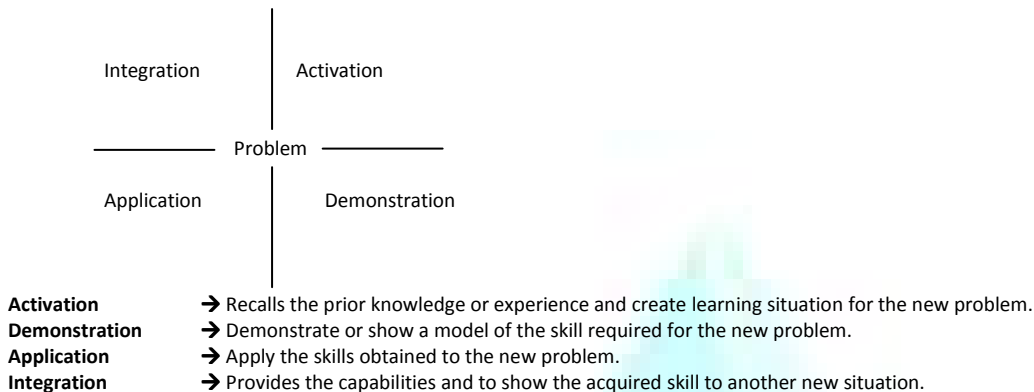 Integration Activation
Problem
Application Demonstration
Activation → Recalls the prior knowledge or experience and create learning situation for the new problem.
Demonstration → Demonstrate or show a model of the skill required for the new problem.
Application → Apply the skills obtained to the new problem.
Integration → Provides the capabilities and to show the acquired skill to another new situation.